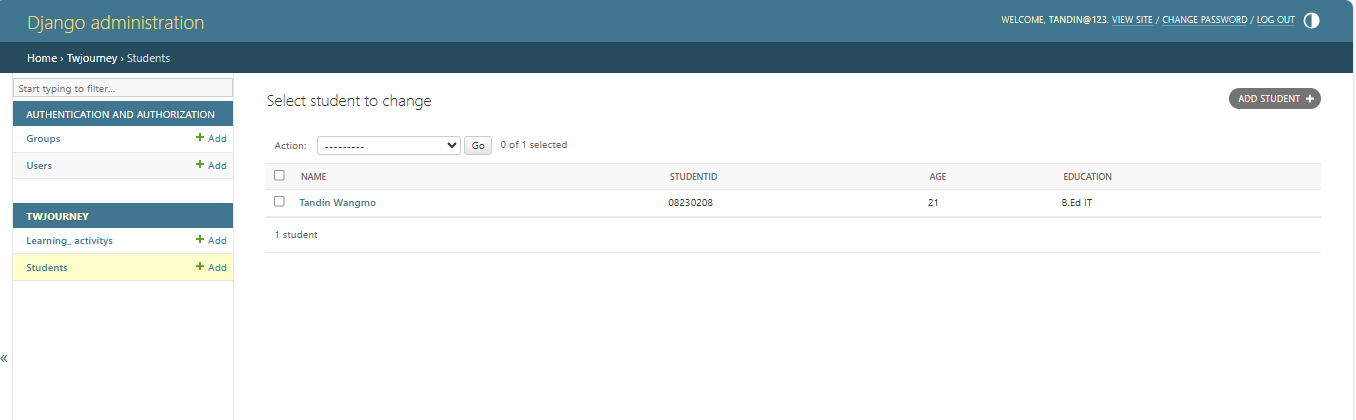 Django administration
WELCOME, TANDIN@123. VIEW SITE / CHANGE PASSWORD / LOG OUT
Home › Twjourney › Students
Start typing to filter...
AUTHENTICATION AND AUTHORIZATION
Groups + Add
Users + Add
TWJOURNEY
Learning_ activitys + Add
Students + Add
«
Select student to change
ADD STUDENT +
Action: --------- Go 0 of 1 selected
NAME STUDENTID AGE EDUCATION
Tandin Wangmo 08230208 21 B.Ed IT
1 student